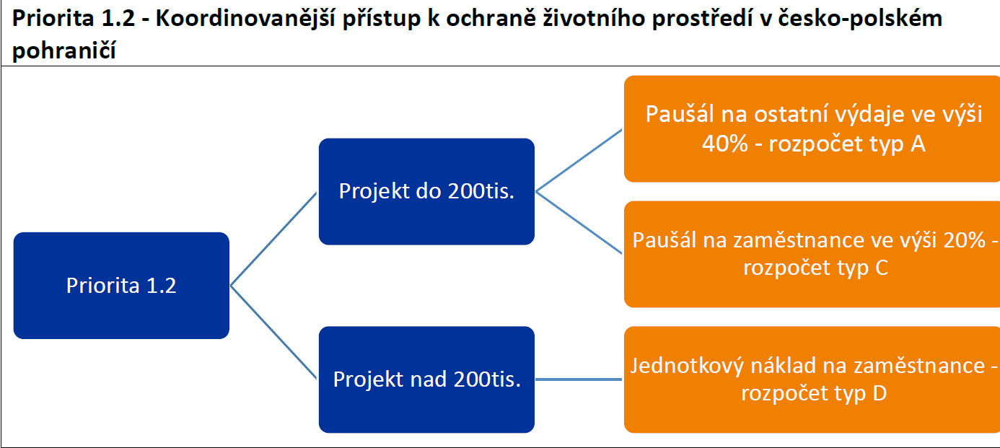 Priorita 1.2 - Koordinovanější přístup k ochraně životního prostředí v česko-polském
pohraničí
Priorita 1.2
Projekt do 200tis.
Paušál na ostatní výdaje ve výši
40% - rozpočet typ A
Paušál na zaměstnance ve výši 20% -
rozpočet typ C
Projekt nad 200tis.
Jednotkový náklad na zaměstnance -
rozpočet typ D